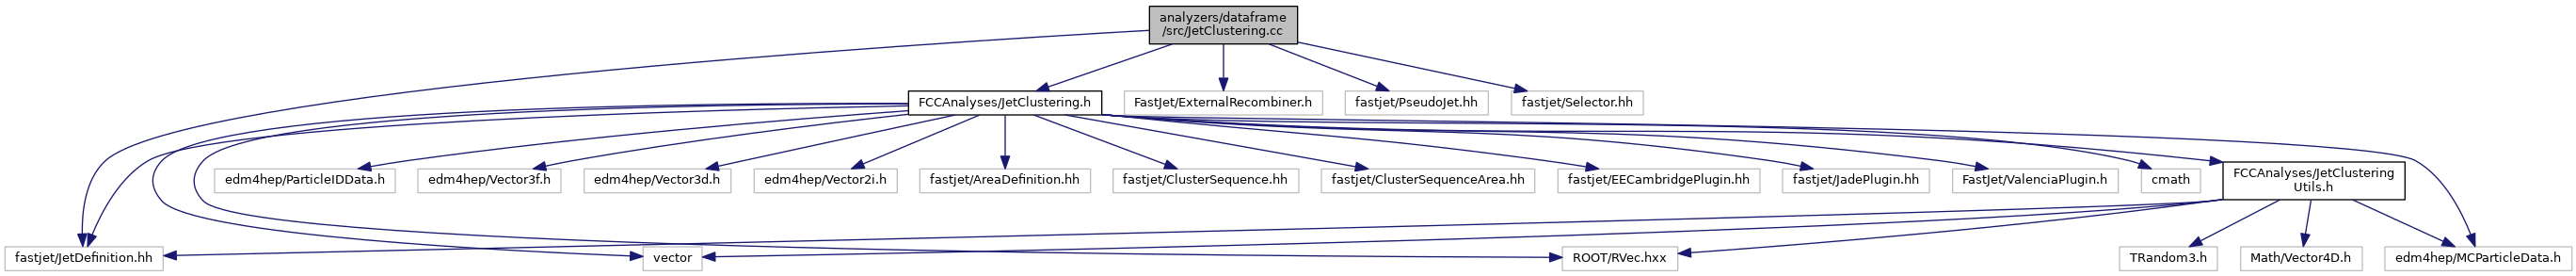 analyzers/dataframe
/src/JetClustering.cc
FCCAnalyses/JetClustering.h
FastJet/ExternalRecombiner.h
fastjet/PseudoJet.hh
fastjet/Selector.hh
edm4hep/ParticleIDData.h
edm4hep/Vector3f.h
edm4hep/Vector3d.h
edm4hep/Vector2i.h
fastjet/AreaDefinition.hh
fastjet/ClusterSequence.hh
fastjet/ClusterSequenceArea.hh
fastjet/EECambridgePlugin.hh
fastjet/JadePlugin.hh
FastJet/ValenciaPlugin.h
cmath
FCCAnalyses/JetClustering
Utils.h
fastjet/JetDefinition.hh
vector
ROOT/RVec.hxx
TRandom3.h
Math/Vector4D.h
edm4hep/MCParticleData.h